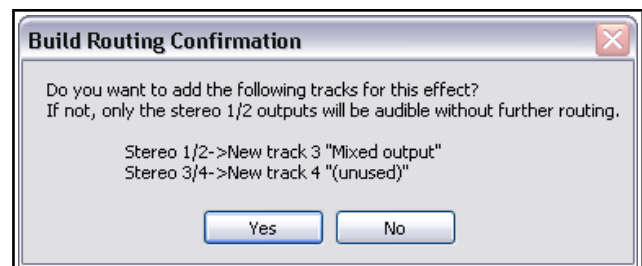 Build Routing Confirmation
Do you want to add the following tracks for this effect?
If not, only the stereo 1/2 outputs will be audible without further routing.
Stereo 1/2->New track 3 "Mixed output"
Stereo 3/4->New track 4 "(unused)"
Yes
No